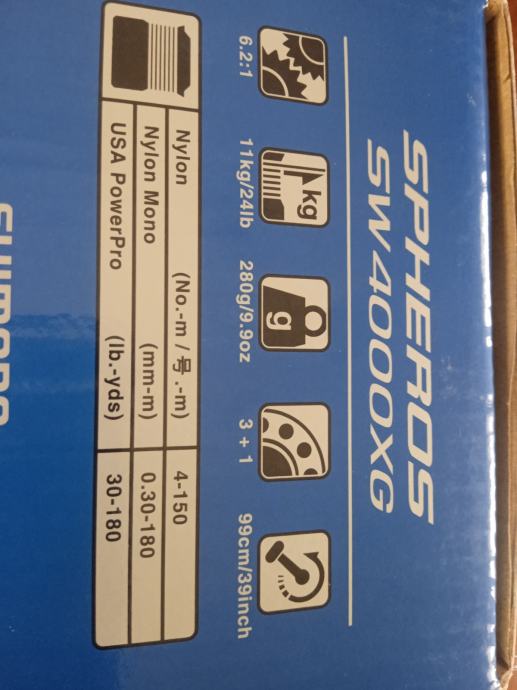 SPHEROS
SW4000XG
kg
g
6.2:1
11kg/24lb
280g/9.9oz
3 + 1
99cm/39inch
Nylon (No.-m / 号.-m) 4-150
Nylon Mono (mm-m) 0.30-180
USA PowerPro (lb.-yds) 30-180